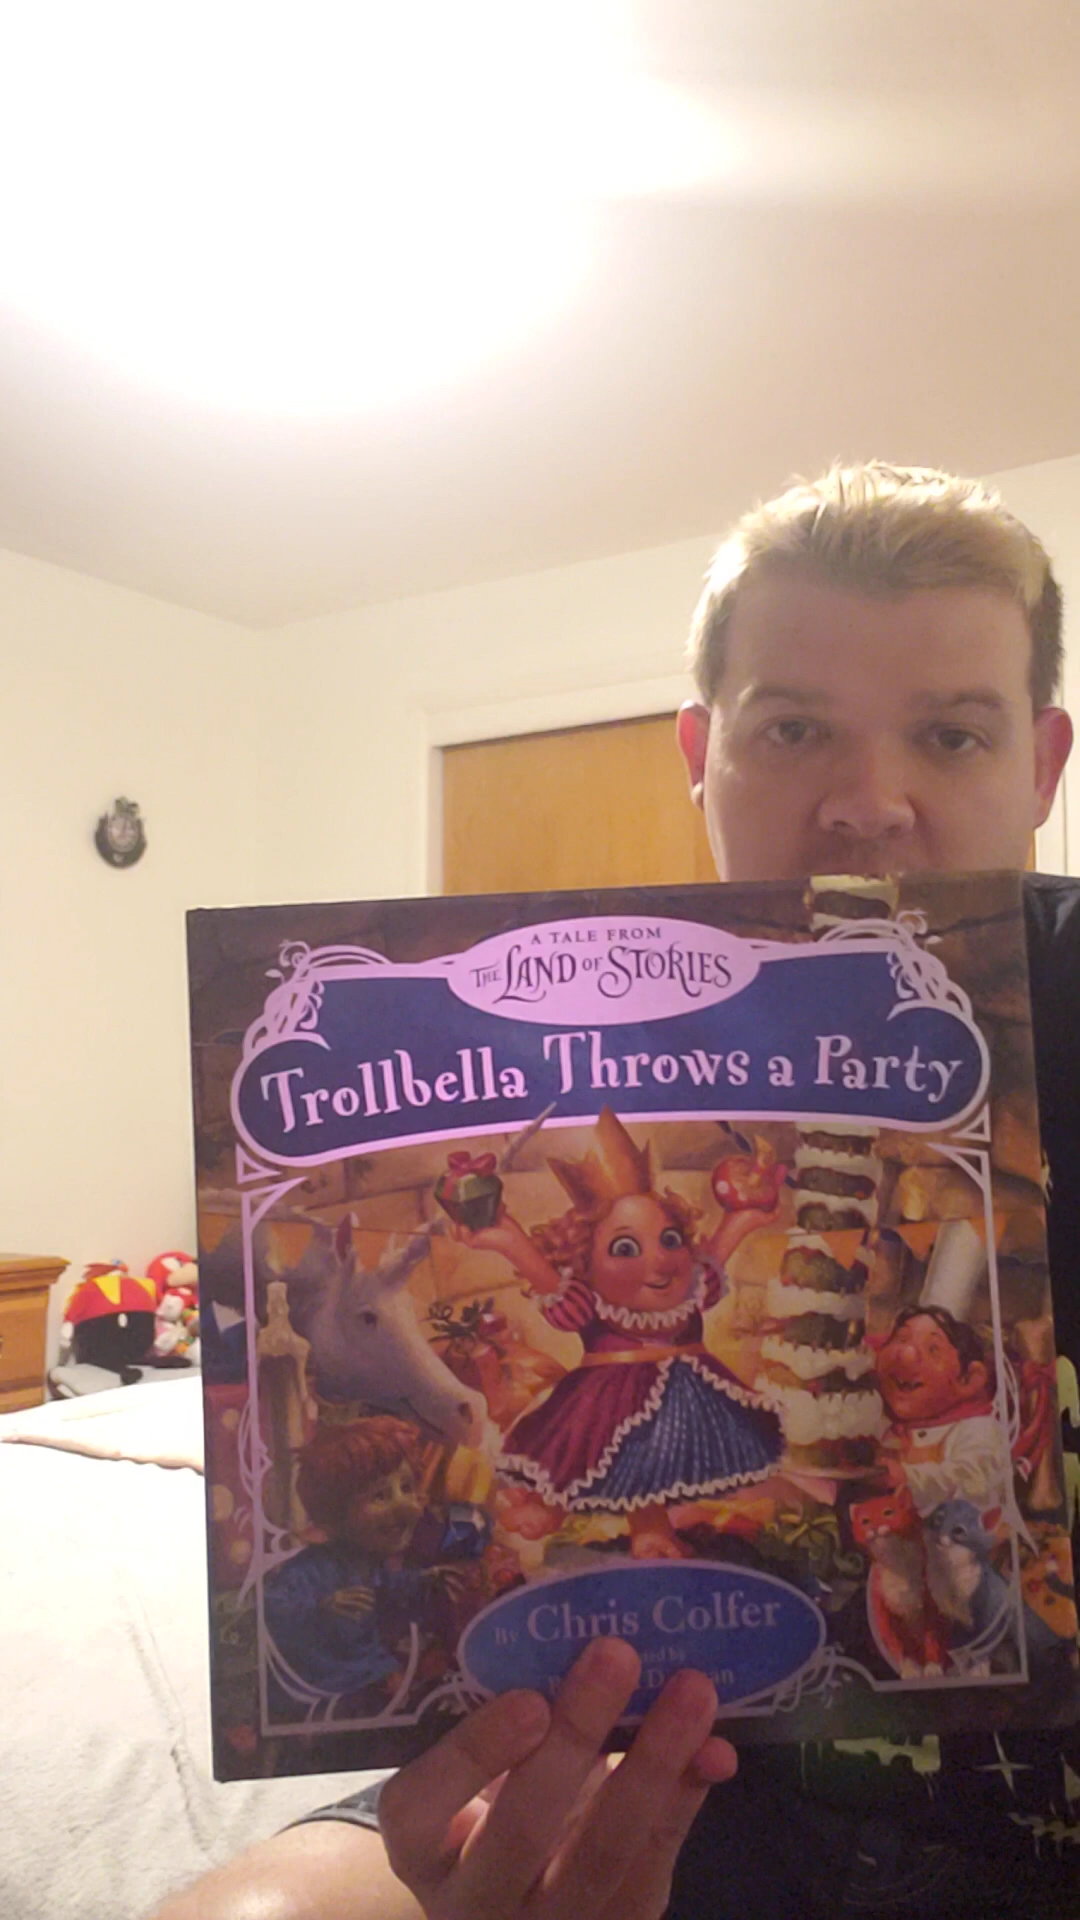 A TALE FROM
THE LAND OF STORIES
Trollbella Throws a Party
By Chris Colfer